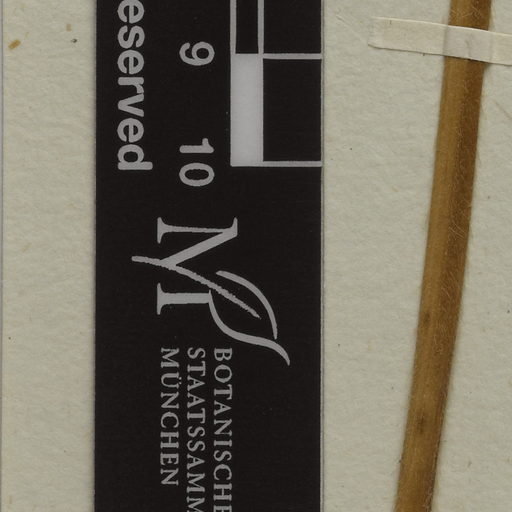 eserved
9
10
M
BOTANISCHE
STAATSSAMM
MÜNCHEN